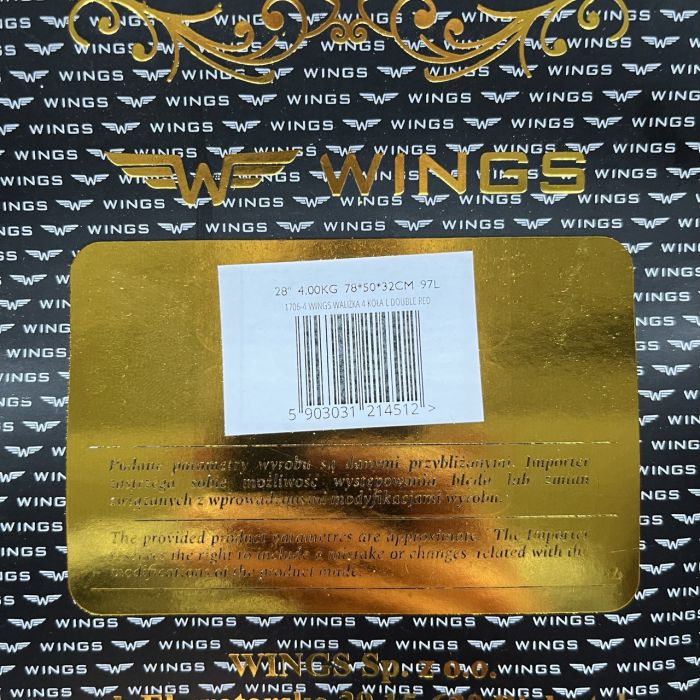 WINGS
28" 4.00KG 78*50*32CM 97L
1706-4 WINGS WALIZKA 4 KOŁA L DOUBLE RED
5 903031 214512 >
Podane parametry wyrobu są danymi przybliżonymi. Importer
zastrzega sobie możliwość wystąpienia błędu lub zmian
związanych z wprowadzonymi modyfikacjami wyrobu.
The provided product parametres are approximate. The Importer
reserves the right to include a mistake or changes related with the
modifications of the product made.
WINGS Sp. z o.o.